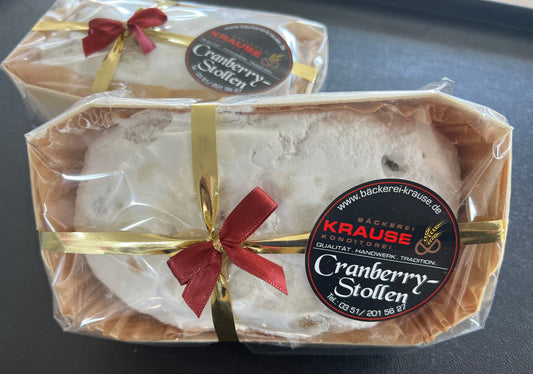 www.bäckerei-krause.de
BÄCKEREI
KRAUSE
KONDITOREI
QUALITÄT . HANDWERK . TRADITION
Cranberry-
Stollen
Tel.: 03 51/ 201 56 27
KRAUSE
KONDITOREI
Cranberry-
Stollen